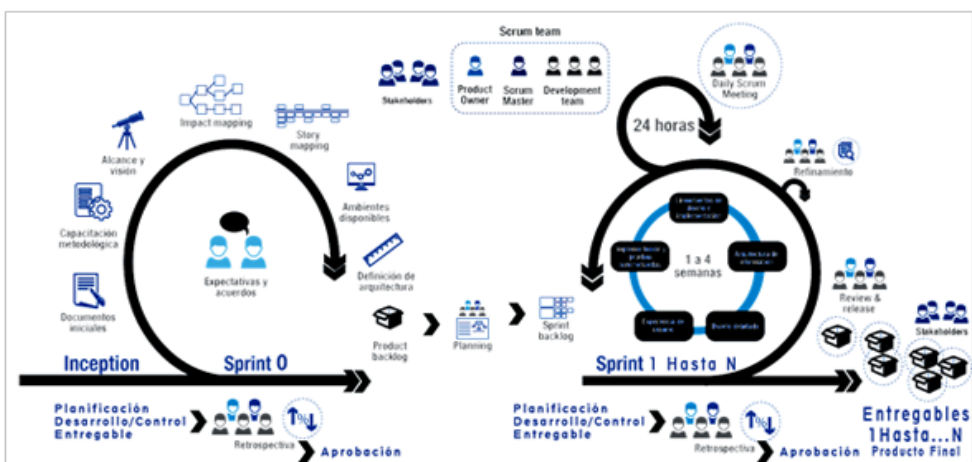 Scrum team
Stakeholders
Product
Owner
Scrum
Master
Development
team
Daily Scrum
Meeting
24 horas
Impact mapping
Story
mapping
Alcance y
visión
Capacitación
metodológica
Documentos
iniciales
Ambientes
disponibles
Definición de
arquitectura
Expectativas y
acuerdos
Inception
Sprint 0
Product
backlog
Planning
Sprint
backlog
Refinamiento
1 a 4
semanas
Review &
release
Stakeholders
Sprint 1 Hasta N
Planificación
Desarrollo/Control
Entregable
Retrospectiva
Aprobación
Planificación
Desarrollo/Control
Entregable
Retrospectiva
Aprobación
Entregables
1Hasta...N
Producto Final